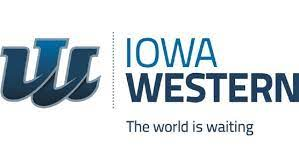 IOWA
WESTERN
The world is waiting